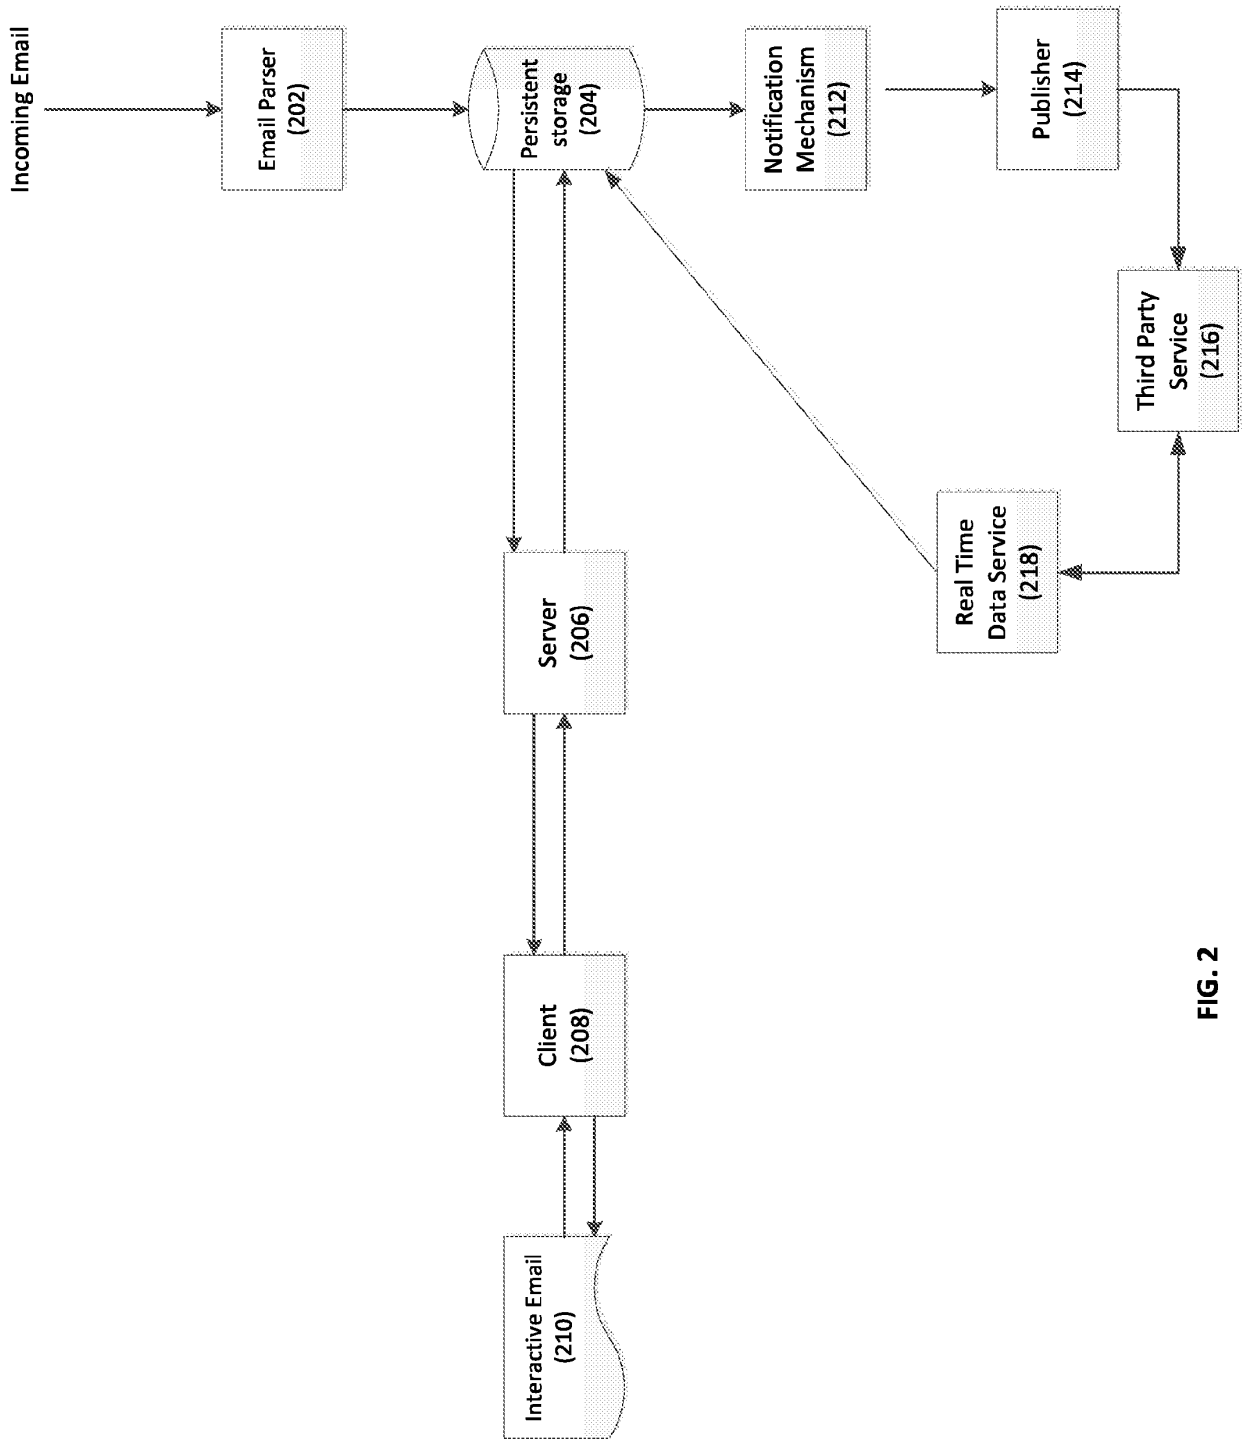 Incoming Email
Email Parser
(202)
Persistent
storage
(204)
Notification
Mechanism
(212)
Publisher
(214)
Third Party
Service
(216)
Real Time
Data Service
(218)
Server
(206)
Client
(208)
Interactive Email
(210)
FIG. 2